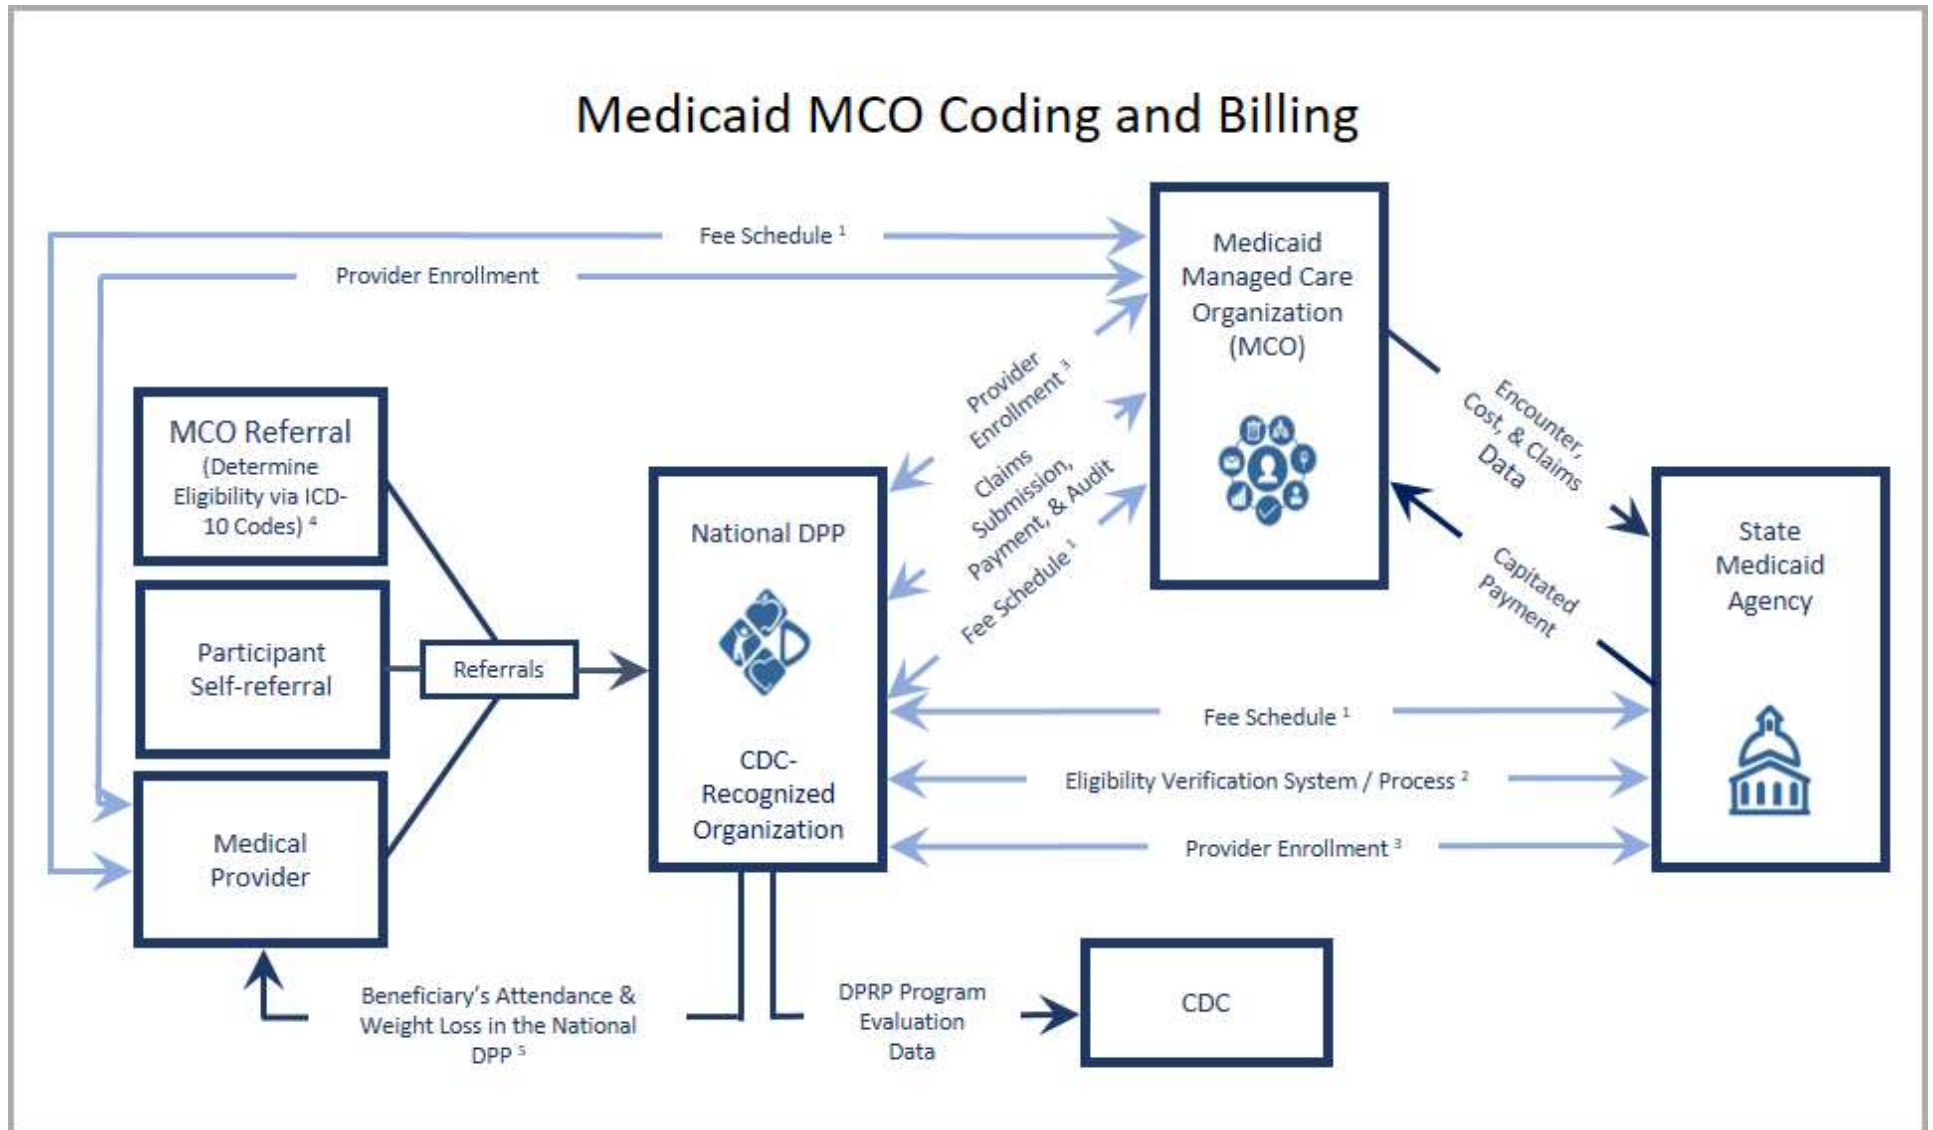 Medicaid MCO Coding and Billing
Fee Schedule 1
Provider Enrollment
Medicaid
Managed Care
Organization
(MCO)
Provider
Enrollment 3
Claims
Submission,
Payment, & Audit
Fee Schedule 1
Encounter,
Cost, & Claims
Data
Capitated
Payment
MCO Referral
(Determine
Eligibility via ICD-
10 Codes) 4
Participant
Self-referral
Medical
Provider
Referrals
National DPP
CDC-
Recognized
Organization
State
Medicaid
Agency
Fee Schedule 1
Eligibility Verification System / Process 2
Provider Enrollment 3
Beneficiary's Attendance &
Weight Loss in the National
DPP 5
DPRP Program
Evaluation
Data
CDC